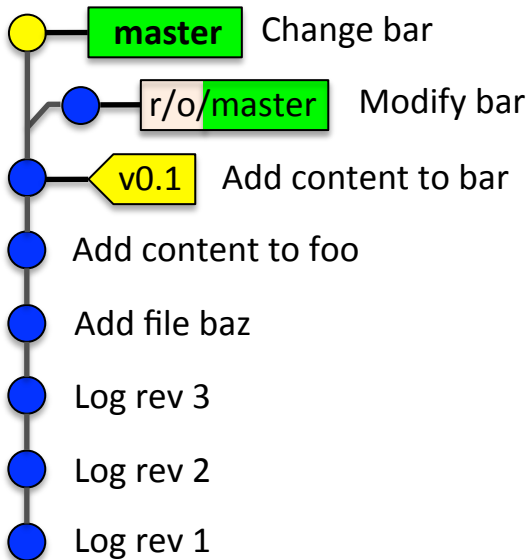 master Change bar
r/o/master Modify bar
v0.1 Add content to bar
Add content to foo
Add file baz
Log rev 3
Log rev 2
Log rev 1